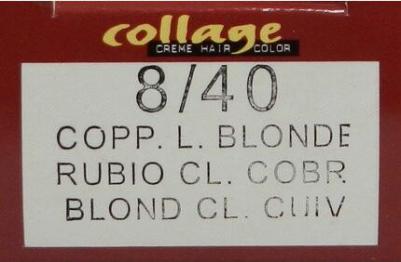 collage
CREME HAIR COLOR
8/40
COPP. L. BLONDE
RUBIO CL. COBR.
BLOND CL. CUIV